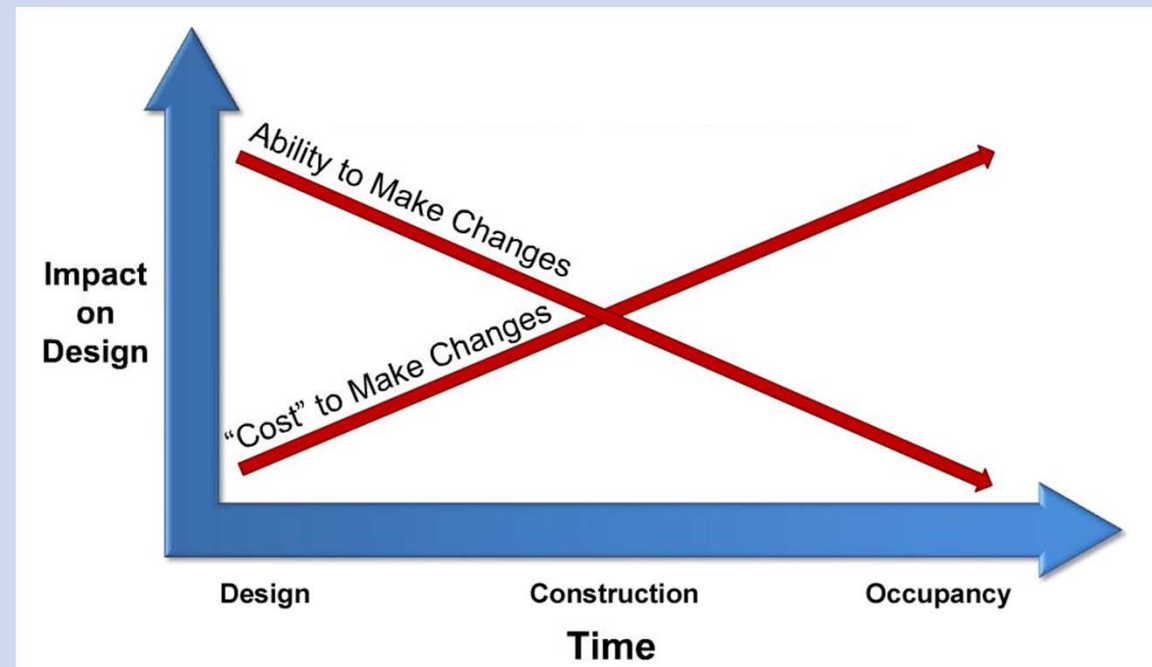 Ability to Make Changes
“Cost” to Make Changes
Impact
on
Design
Design
Construction
Occupancy
Time